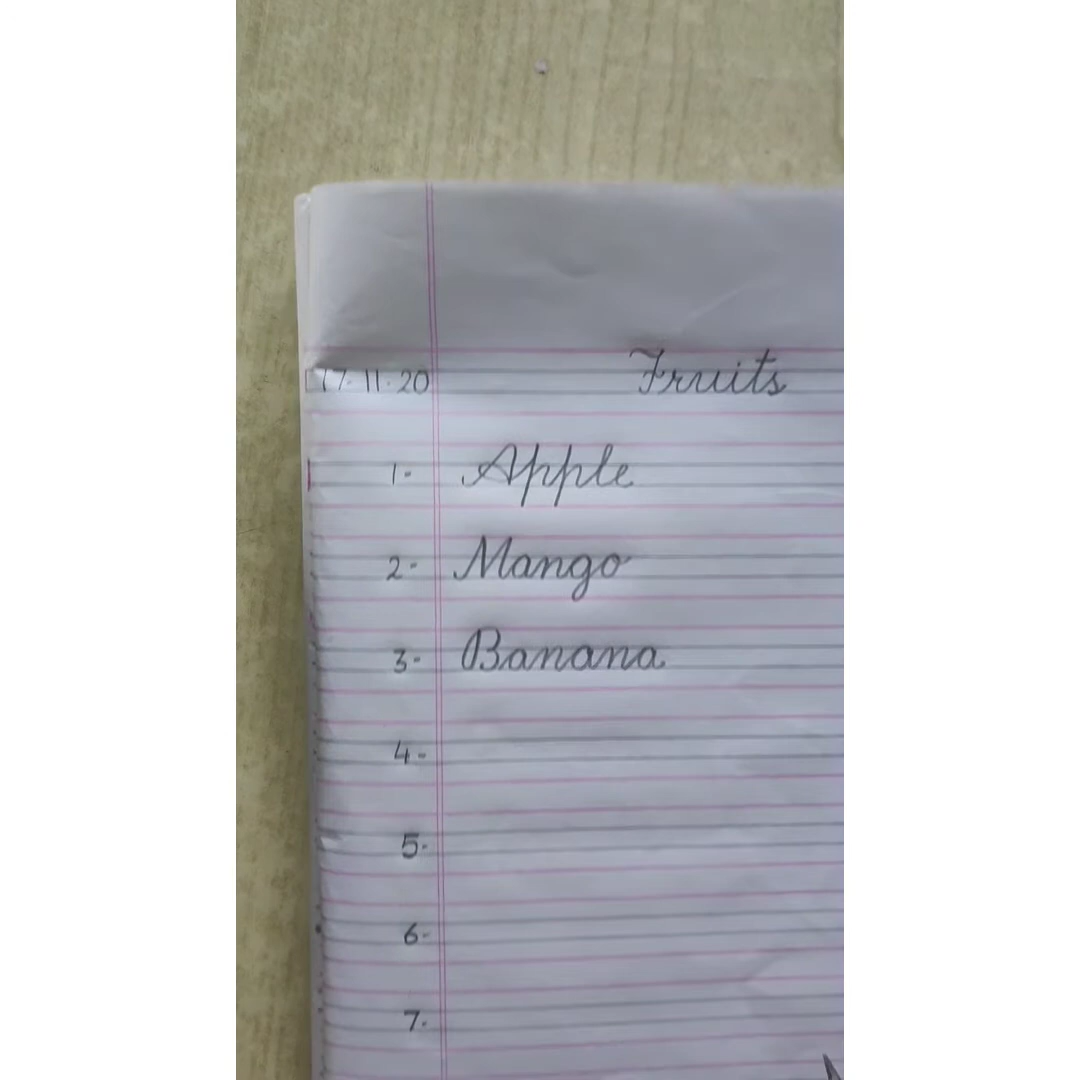 17.11.20 Fruits
1- Apple
2- Mango
3- Banana
4-
5-
6-
7-